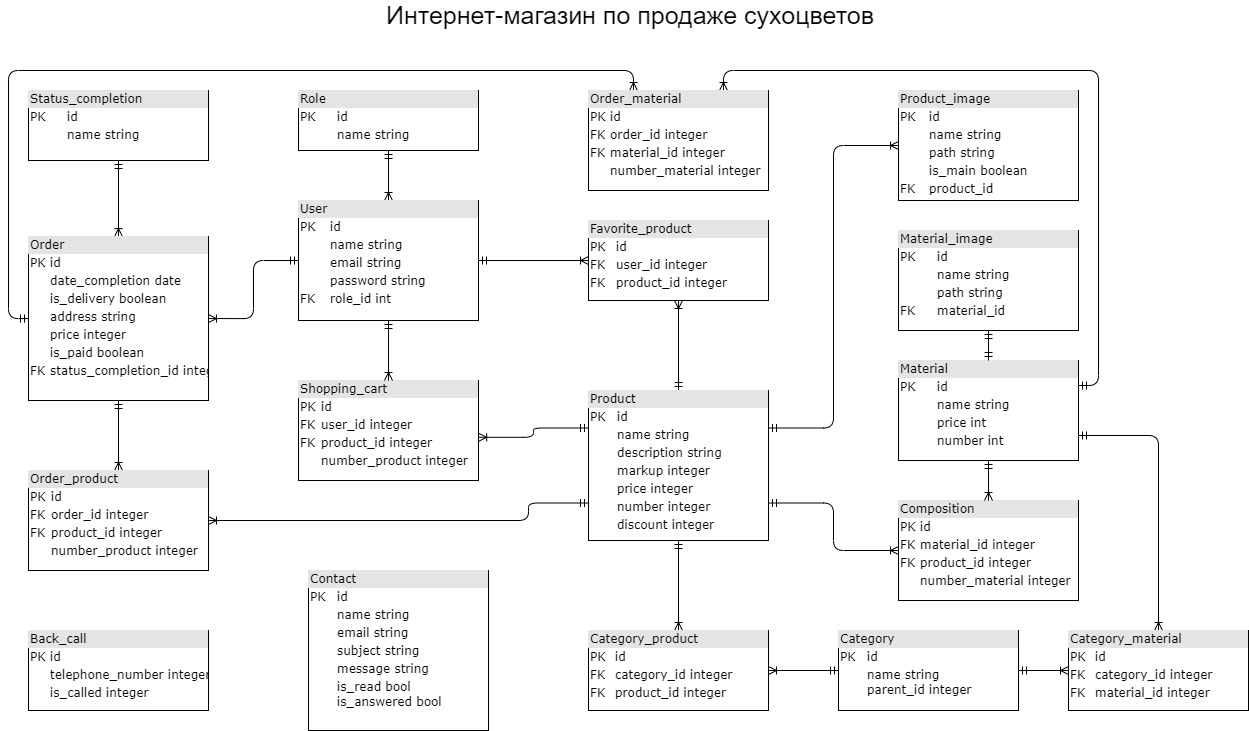 Интернет-магазин по продаже сухоцветов
Status_completion
PK id
name string
Role
PK id
name string
Order_material
PK id
FK order_id integer
FK material_id integer
number_material integer
Product_image
PK id
name string
path string
is_main boolean
FK product_id
Order
PK id
date_completion date
is_delivery boolean
address string
price integer
is_paid boolean
FK status_completion_id integ
User
PK id
name string
email string
password string
FK role_id int
Favorite_product
PK id
FK user_id integer
FK product_id integer
Material_image
PK id
name string
path string
FK material_id
Shopping_cart
PK id
FK user_id integer
FK product_id integer
number_product integer
Product
PK id
name string
description string
markup integer
price integer
number integer
discount integer
Material
PK id
name string
price int
number int
Order_product
PK id
FK order_id integer
FK product_id integer
number_product integer
Composition
PK id
FK material_id integer
FK product_id integer
number_material integer
Contact
PK id
name string
email string
subject string
message string
is_read bool
is_answered bool
Back_call
PK id
telephone_number integer
is_called integer
Category_product
PK id
FK category_id integer
FK product_id integer
Category
PK id
name string
parent_id integer
Category_material
PK id
FK category_id integer
FK material_id integer